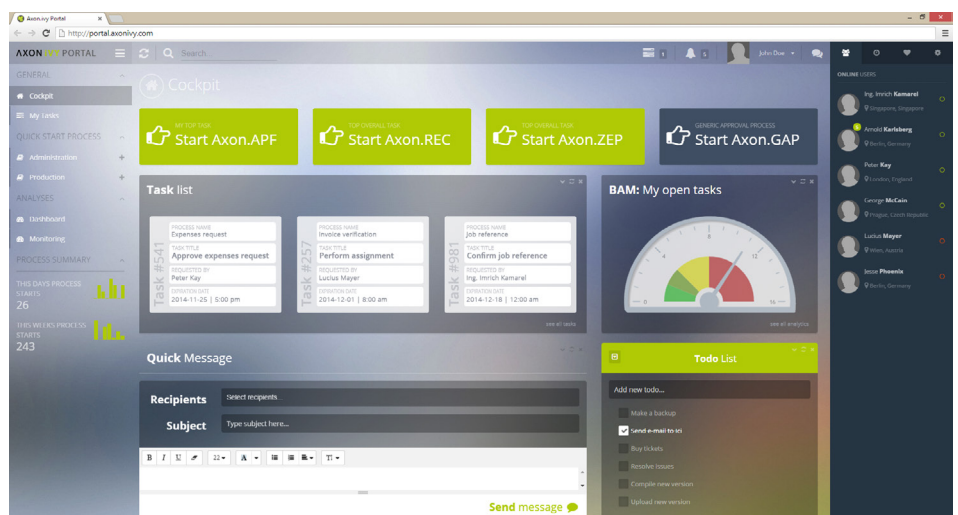 Axon.ivy Portal
http://portal.axonivy.com
AXON IVY PORTAL
Search..
John Doe
GENERAL
Cockpit
My tasks
QUICK START PROCESS
Administration
Production
ANALYSES
Dashboard
Monitoring
PROCESS SUMMARY
THIS DAYS PROCESS
STARTS
26
THIS WEEKS PROCESS
STARTS
243
Cockpit
MY TOP TASK
Start Axon.APF
TOP OVERALL TASK
Start Axon.REC
TOP OVERALL TASK
Start Axon.ZEP
GENERIC APPROVAL PROCESS
Start Axon.GAP
Task list
Task #541
PROCESS NAME
Expenses request
TASK TITLE
Approve expenses request
REQUESTED BY
Peter Kay
EXPIRATION DATE
2014-11-25 | 5:00 pm
Task #257
PROCESS NAME
Invoice verification
TASK TITLE
Perform assignment
REQUESTED BY
Lucius Mayer
EXPIRATION DATE
2014-12-01 | 8:00 am
Task #981
PROCESS NAME
Job reference
TASK TITLE
Confirm job reference
REQUESTED BY
Ing. Imrich Kamarel
EXPIRATION DATE
2014-12-18 | 12:00 am
see all tasks
BAM: My open tasks
0
4
8
12
16
see all analytics
Quick Message
Recipients
Select recipients...
Subject
Type subject here...
B I U 22 A T
Send message
Todo List
Add new todo...
Make a backup
Send e-mail to
Buy tickets
Resolve issues
Compile new version
Upload new version
ONLINE USERS
Ing. Imrich Kamarel
Singapore, Singapore
Arnold Karlsberg
Berlin, Germany
Peter Kay
London, England
George McCain
Prague, Czech Republic
Lucius Mayer
Wien, Austria
Jesse Phoenix
Berlin, Germany